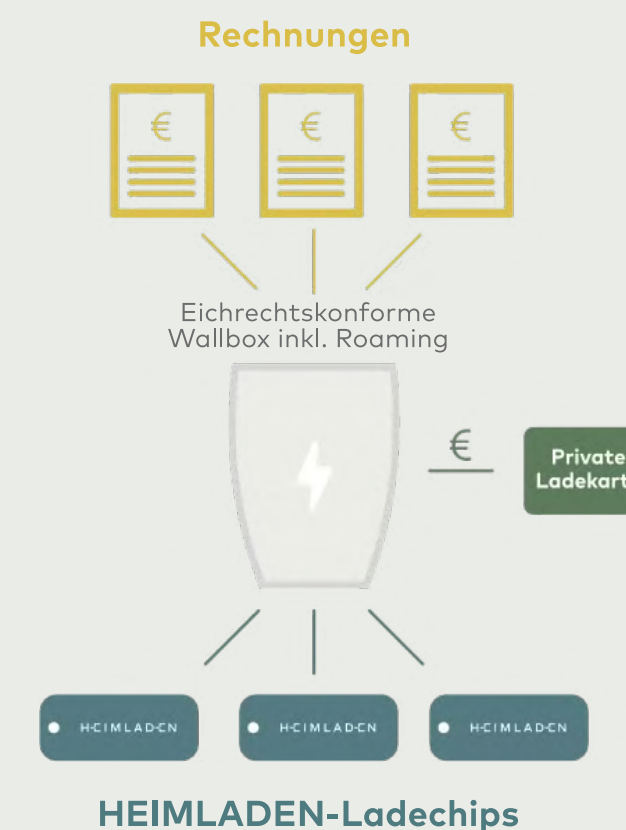 Rechnungen
€ € €
Eichrechtskonforme
Wallbox inkl. Roaming
€
Private
Ladekart
HEIMLADEN HEIMLADEN HEIMLADEN
HEIMLADEN-Ladechips